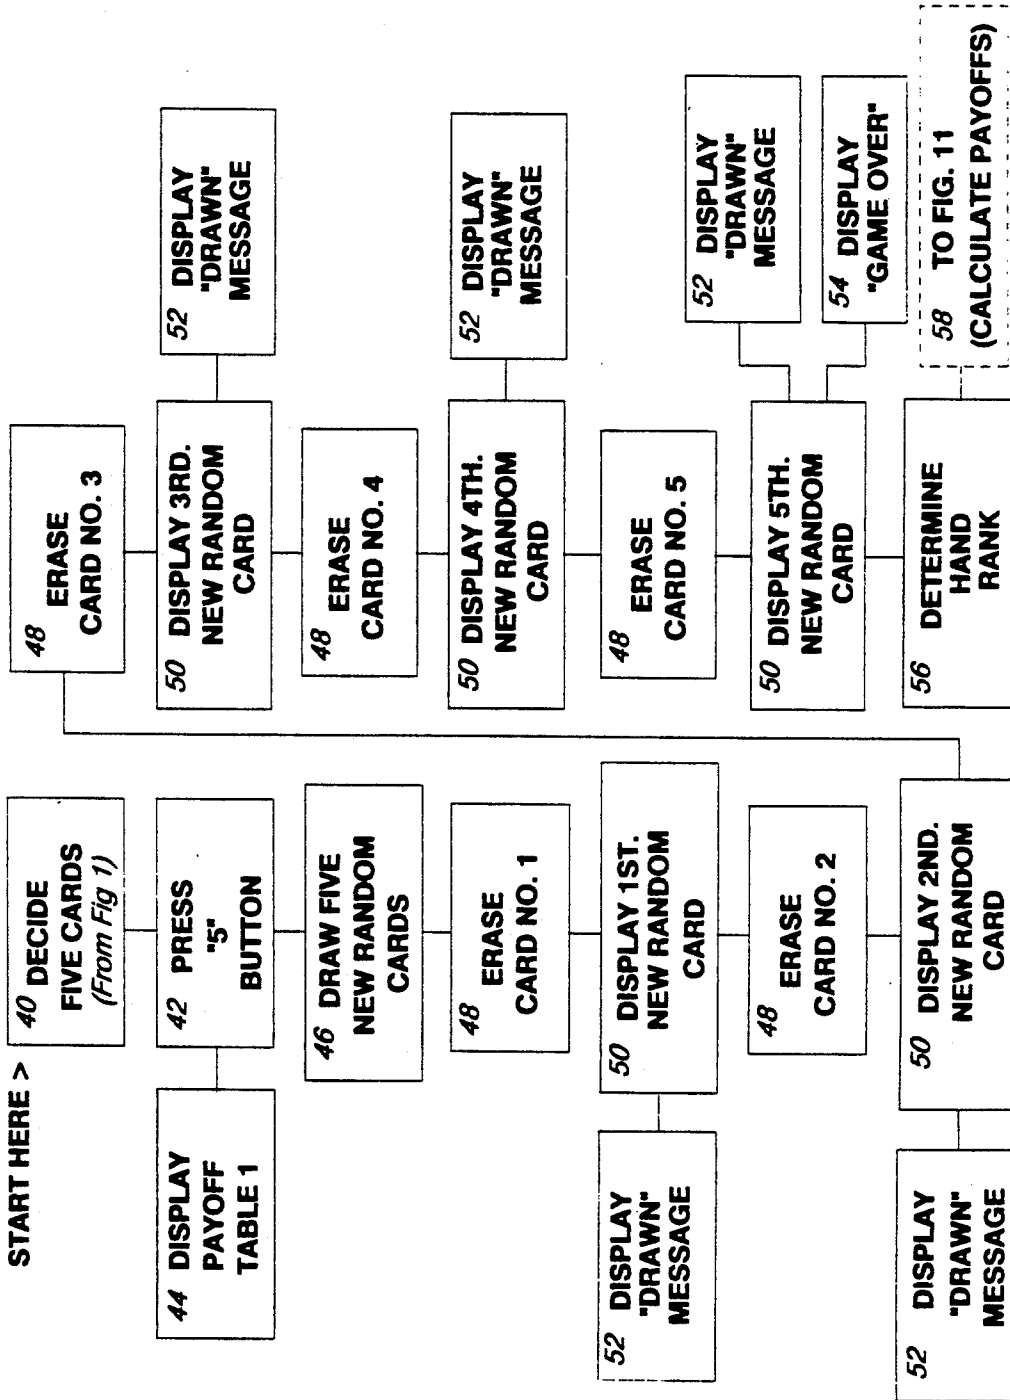 START HERE >
40 DECIDE
FIVE CARDS
(From Fig 1)
44 DISPLAY
PAYOFF
TABLE 1
42 PRESS
"5"
BUTTON
46 DRAW FIVE
NEW RANDOM
CARDS
48
ERASE
CARD NO. 1
52 DISPLAY
"DRAWN"
MESSAGE
50 DISPLAY 1ST.
NEW RANDOM
CARD
48
ERASE
CARD NO. 2
52 DISPLAY
"DRAWN"
MESSAGE
50 DISPLAY 2ND.
NEW RANDOM
CARD
48
ERASE
CARD NO. 3
50 DISPLAY 3RD.
NEW RANDOM
CARD
52 DISPLAY
"DRAWN"
MESSAGE
48
ERASE
CARD NO. 4
50 DISPLAY 4TH.
NEW RANDOM
CARD
52 DISPLAY
"DRAWN"
MESSAGE
48
ERASE
CARD NO. 5
50 DISPLAY 5TH.
NEW RANDOM
CARD
52 DISPLAY
"DRAWN"
MESSAGE
54 DISPLAY
"GAME OVER"
56 DETERMINE
HAND
RANK
58 TO FIG. 11
(CALCULATE PAYOFFS)